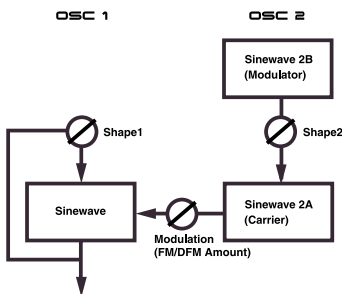 OSC 1
OSC 2
Sinewave 2B
(Modulator)
Shape1
Shape2
Sinewave
Sinewave 2A
(Carrier)
Modulation
(FM/DFM Amount)